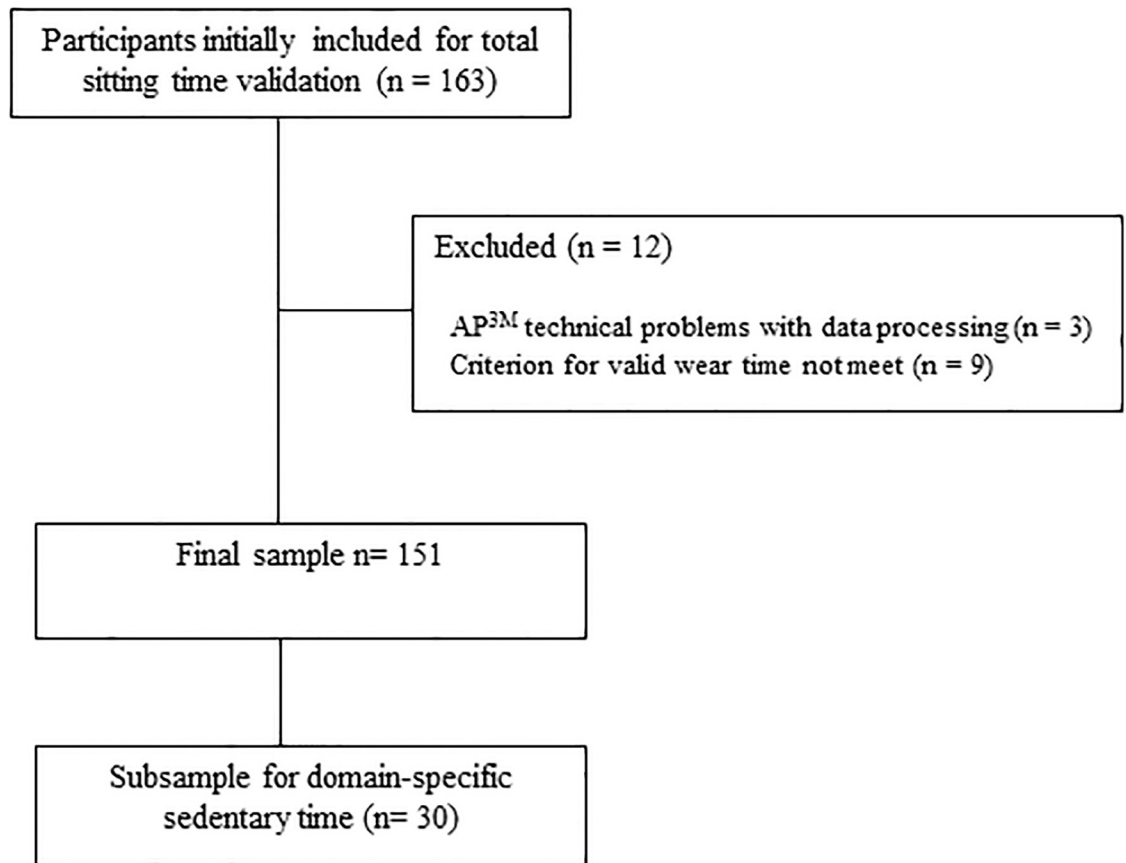 Participants initially included for total
sitting time validation (n = 163)
Excluded (n = 12)
AP3M technical problems with data processing (n = 3)
Criterion for valid wear time not meet (n = 9)
Final sample n= 151
Subsample for domain-specific
sedentary time (n= 30)